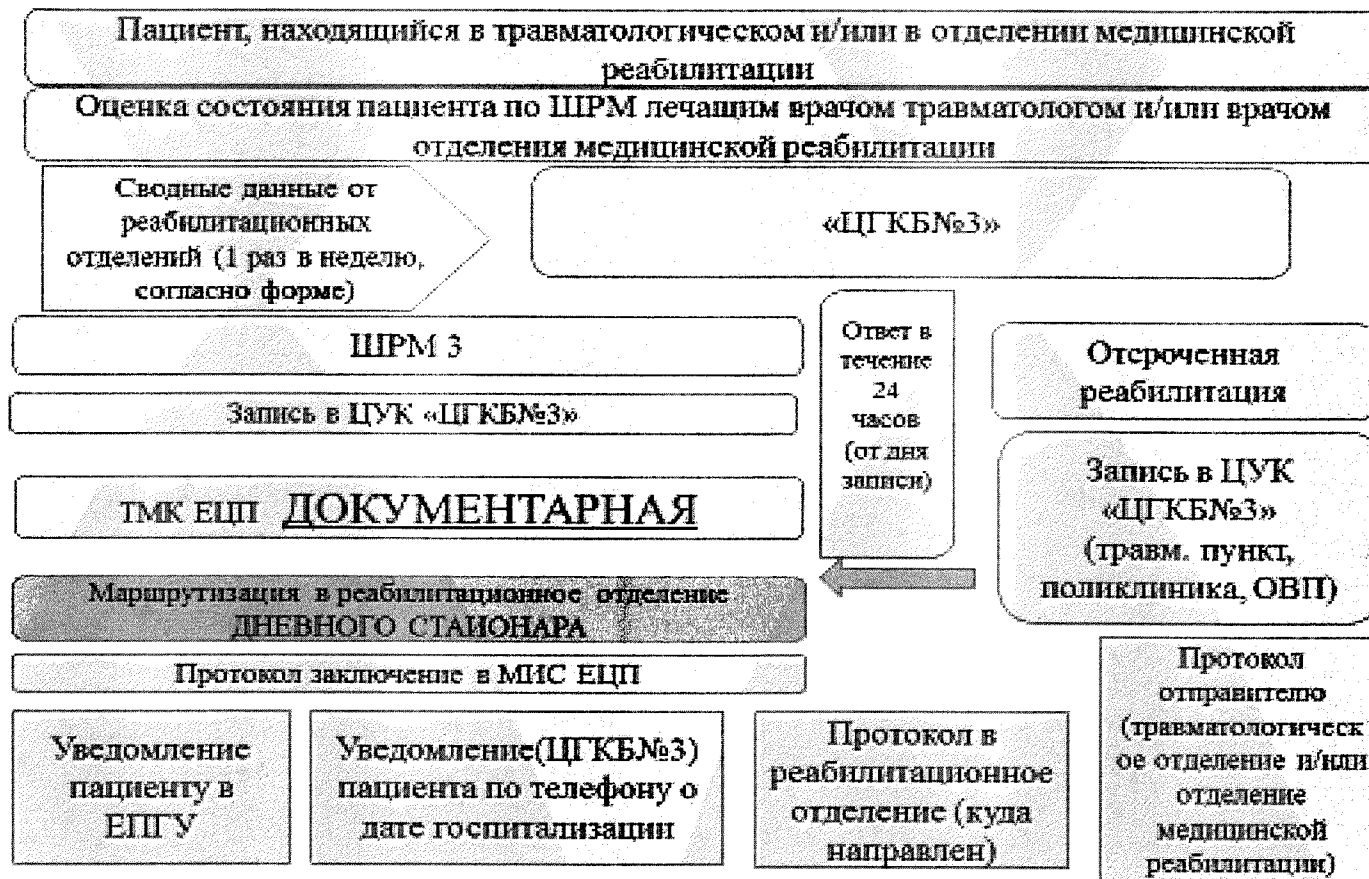 Пациент, находящийся в травматологическом и/или в отделении медицинской
реабилитации
Оценка состояния пациента по ШРМ лечащим врачом травматологом и/или врачом
отделения медицинской реабилитации
Сводные данные от
реабилитационных
отделений (1 раз в неделю,
согласно форме)
«ЦГКБ№3»
ШРМ 3
Запись в ЦУК «ЦГКБ№3»
ТМК ЕЦП ДОКУМЕНТАРНАЯ
Маршрутизация в реабилитационное отделение
ДНЕВНОГО СТАИОНАРА
Протокол заключение в МИС ЕЦП
Ответ в
течение
24
часов
(от дня
записи)
Отсроченная
реабилитация
Запись в ЦУК
«ЦГКБ№3»
(травм. пункт,
поликлиника, ОВП)
Уведомление
пациенту в
ЕПГУ
Уведомление(ЦГКБ№3)
пациента по телефону о
дате госпитализации
Протокол в
реабилитационное
отделение (куда
направлен)
Протокол
отправителю
(травматологическ
ое отделение и/или
отделение
медицинской
реабилитации)